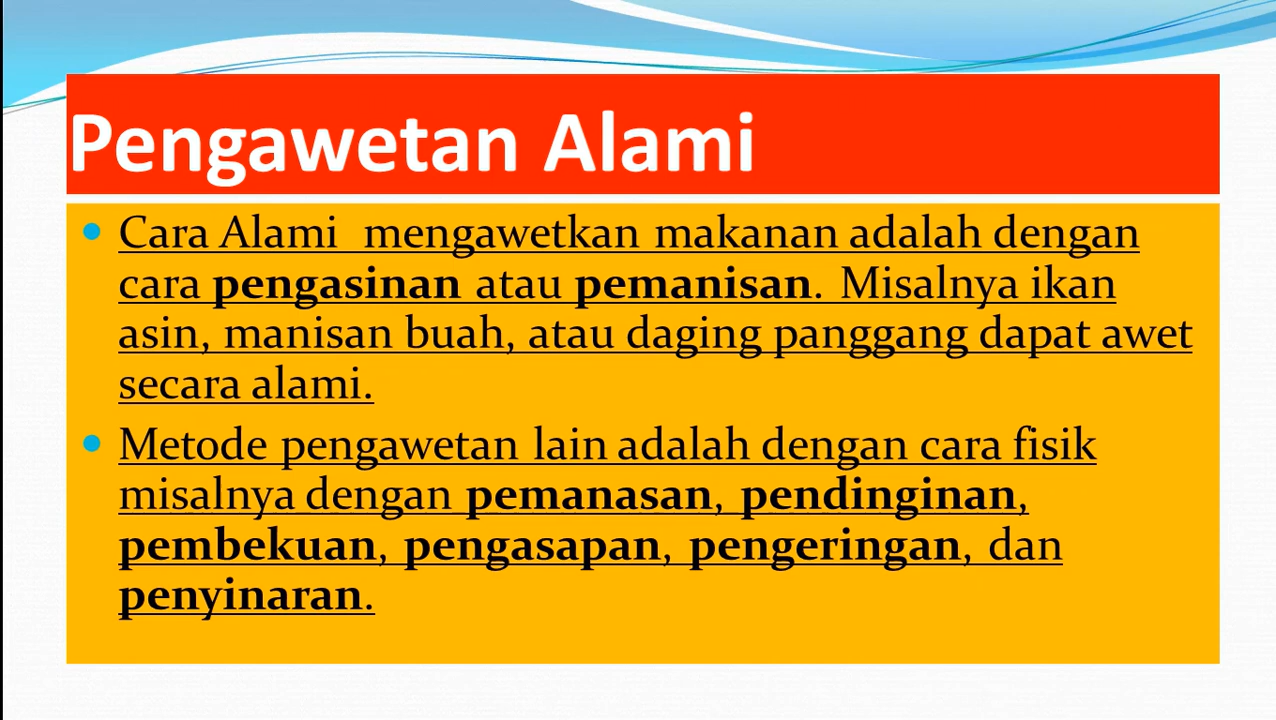 Pengawetan Alami
Cara Alami  mengawetkan makanan adalah dengan
cara pengasinan atau pemanisan. Misalnya ikan
asin, manisan buah, atau daging panggang dapat awet
secara alami.
Metode pengawetan lain adalah dengan cara fisik
misalnya dengan pemanasan, pendinginan,
pembekuan, pengasapan, pengeringan, dan
penyinaran.